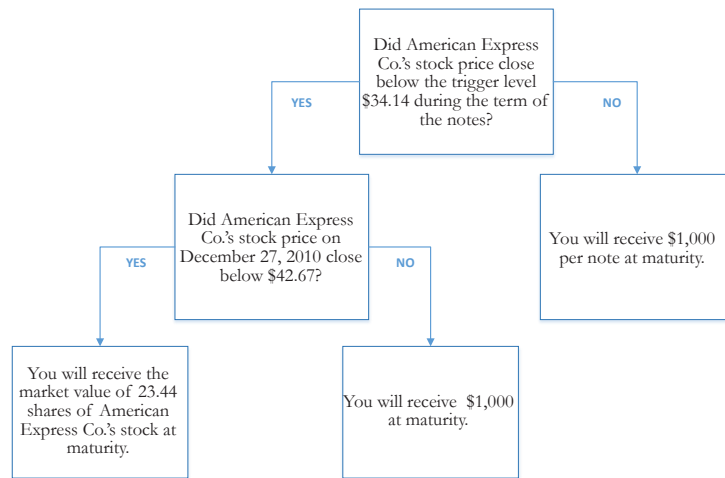 Did American Express
Co.'s stock price close
below the trigger level
$34.14 during the term of
the notes?
YES
NO
Did American Express
Co.'s stock price on
December 27, 2010 close
below $42.67?
You will receive $1,000
per note at maturity.
YES
NO
You will receive the
market value of 23.44
shares of American
Express Co.'s stock at
maturity.
You will receive $1,000
at maturity.